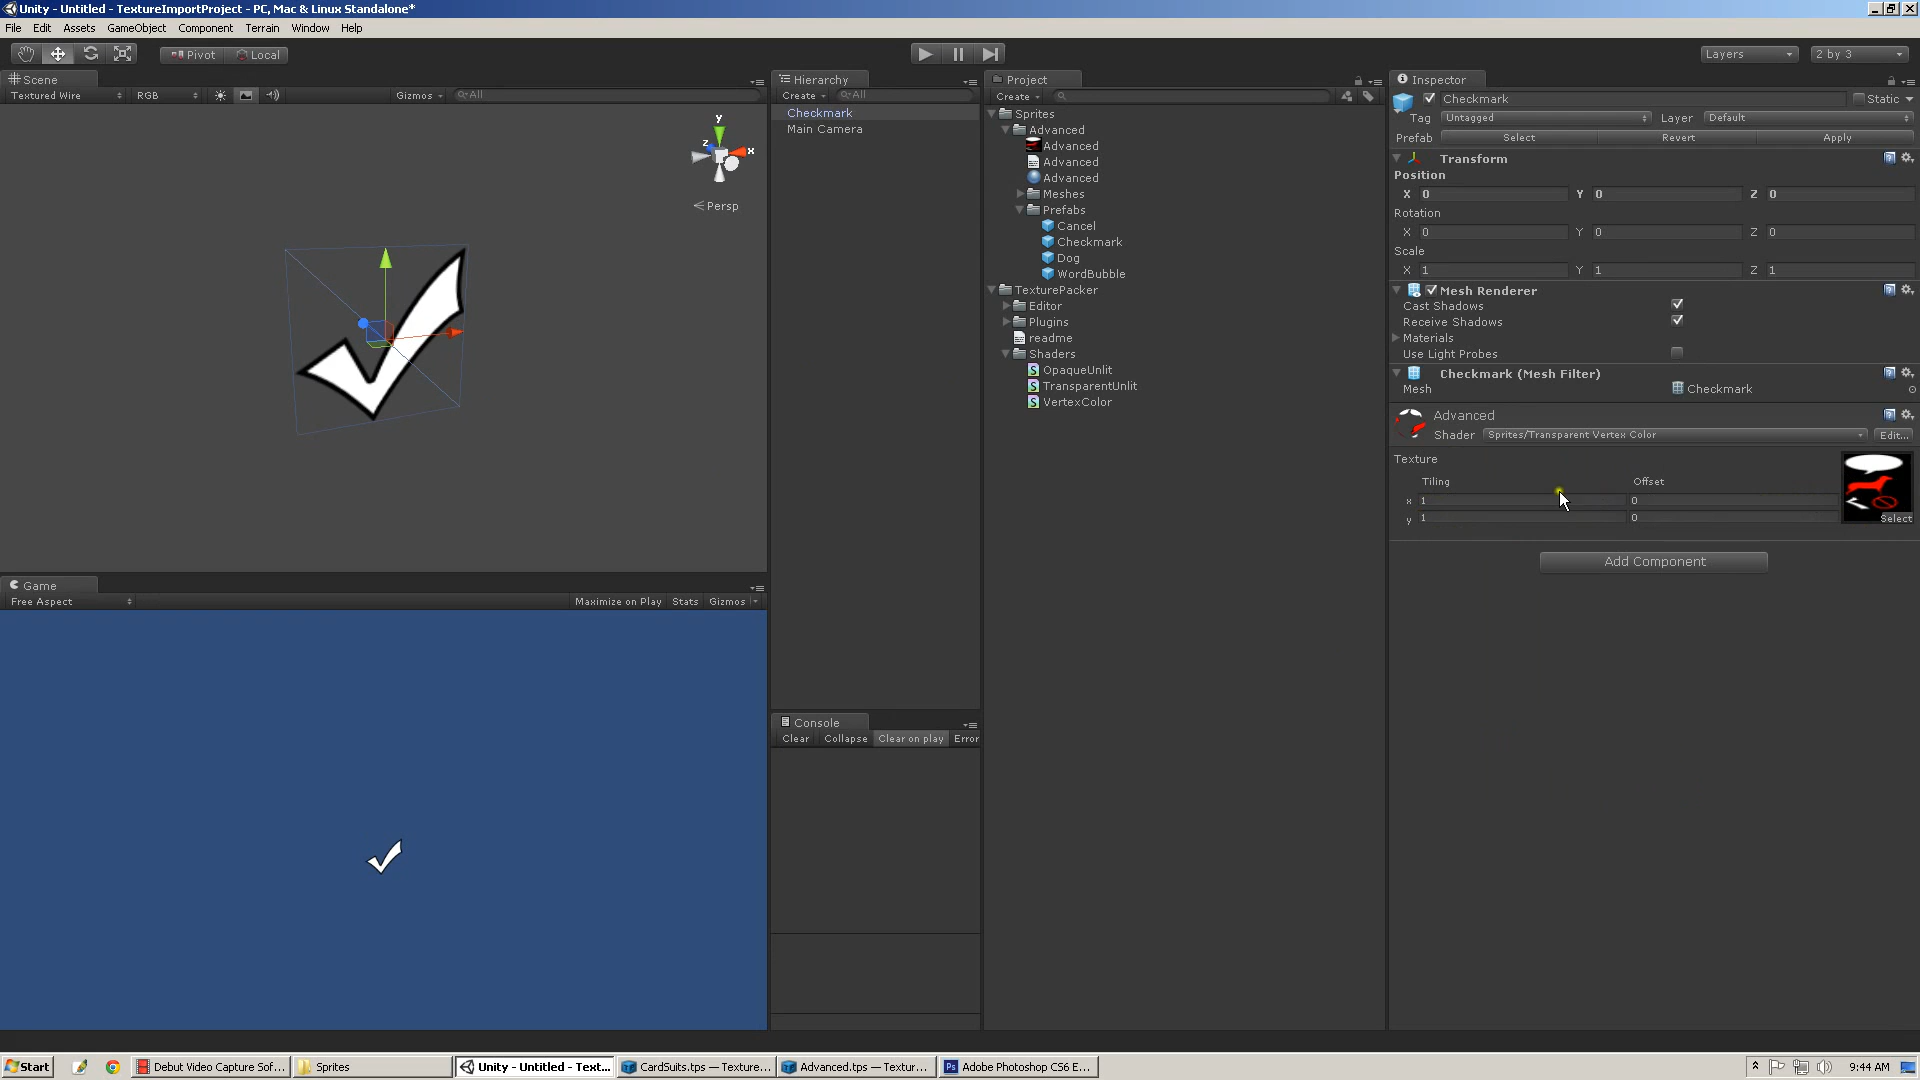 Unity - Untitled - TextureImportProject - PC, Mac & Linux Standalone*
File Edit Assets GameObject Component Terrain Window Help
Pivot Local
Layers 2 by 3
Scene
Textured Wire RGB Gizmos All
y
z x
Persp
Game
Free Aspect Maximize on Play Stats Gizmos
Hierarchy
Create All
Checkmark
Main Camera
Console
Clear Collapse Clear on play Error
Project
Create
Sprites
Advanced
Advanced
Advanced
Advanced
Meshes
Prefabs
Cancel
Checkmark
Dog
WordBubble
TexturePacker
Editor
Plugins
readme
Shaders
S OpaqueUnlit
S TransparentUnlit
S VertexColor
Inspector
Checkmark Static
Tag Untagged Layer Default
Prefab Select Revert Apply
Transform
Position
X 0 Y 0 Z 0
Rotation
X 0 Y 0 Z 0
Scale
X 1 Y 1 Z 1
Mesh Renderer
Cast Shadows
Receive Shadows
Materials
Use Light Probes
Checkmark (Mesh Filter)
Mesh Checkmark
Advanced
Shader Sprites/Transparent Vertex Color Edit...
Texture
Tiling Offset
x 1 0
y 1 0
Select
Add Component
Start Debut Video Capture Sof... Sprites Unity - Untitled - Text... CardSuits.tps — Texture... Advanced.tps — Textur... Ps Adobe Photoshop CS6 E... 9:44 AM